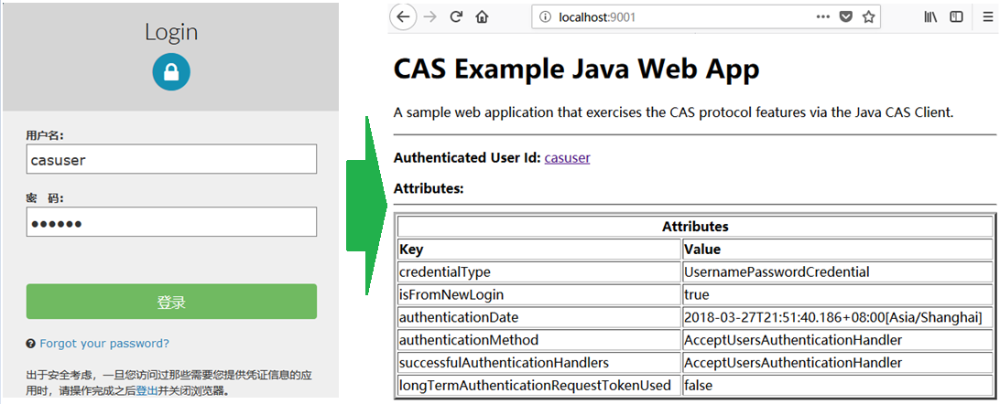 Login
用户名:
casuser
密 码:
••••••
登录
Forgot your password?
出于安全考虑，一旦您访问过那些需要您提供凭证信息的应
用时，请操作完成之后登出并关闭浏览器。
localhost:9001
CAS Example Java Web App
A sample web application that exercises the CAS protocol features via the Java CAS Client.
Authenticated User Id: casuser
Attributes:
Attributes
Key Value
credentialType UsernamePasswordCredential
isFromNewLogin true
authenticationDate 2018-03-27T21:51:40.186+08:00[Asia/Shanghai]
authenticationMethod AcceptUsersAuthenticationHandler
successfulAuthenticationHandlers AcceptUsersAuthenticationHandler
longTermAuthenticationRequestTokenUsed false